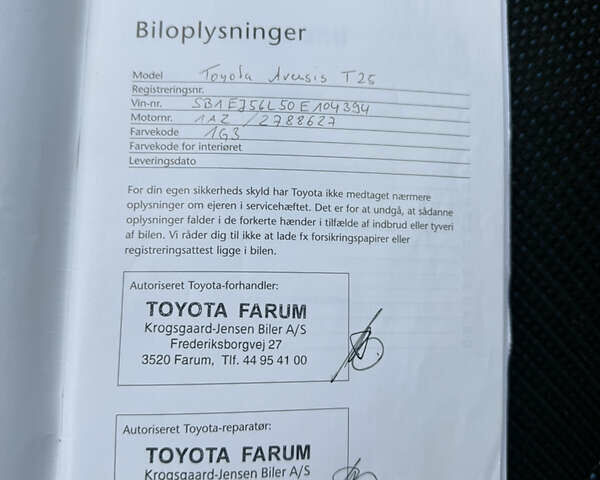 Biloplysninger
Model Toyota Avensis T25
Registreringsnr.
Vin-nr. SB1EJ56L50E104394
Motornr. 1AZ / 2788627
Farvekode 1G3
Farvekode for interiøret
Leveringsdato
For din egen sikkerheds skyld har Toyota ikke medtaget nærmere
oplysninger om ejeren i servicehæftet. Det er for at undgå, at sådanne
oplysninger falder i de forkerte hænder i tilfælde af indbrud eller tyveri
af bilen. Vi råder dig til ikke at lade fx forsikringspapirer eller
registreringsattest ligge i bilen.
Autoriseret Toyota-forhandler:
TOYOTA FARUM
Krogsgaard-Jensen Biler A/S
Frederiksborgvej 27
3520 Farum, Tlf. 44 95 41 00
Autoriseret Toyota-reparatør:
TOYOTA FARUM
Krogsgaard-Jensen Biler A/S